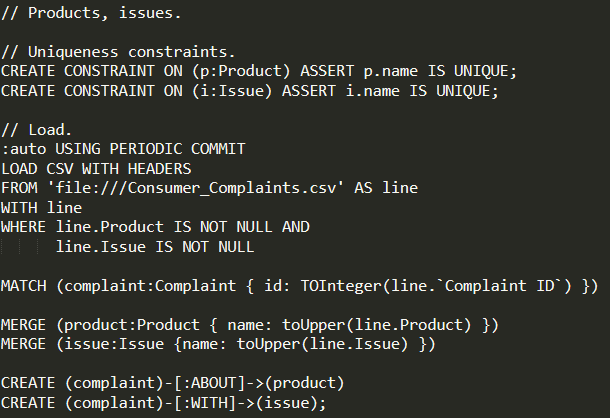 // Products, issues.
// Uniqueness constraints.
CREATE CONSTRAINT ON (p:Product) ASSERT p.name IS UNIQUE;
CREATE CONSTRAINT ON (i:Issue) ASSERT i.name IS UNIQUE;
// Load.
:auto USING PERIODIC COMMIT
LOAD CSV WITH HEADERS
FROM 'file:///Consumer_Complaints.csv' AS line
WITH line
WHERE line.Product IS NOT NULL AND
line.Issue IS NOT NULL
MATCH (complaint:Complaint { id: TOInteger(line.`Complaint ID`) })
MERGE (product:Product { name: toUpper(line.Product) })
MERGE (issue:Issue {name: toUpper(line.Issue) })
CREATE (complaint)-[:ABOUT]->(product)
CREATE (complaint)-[:WITH]->(issue);